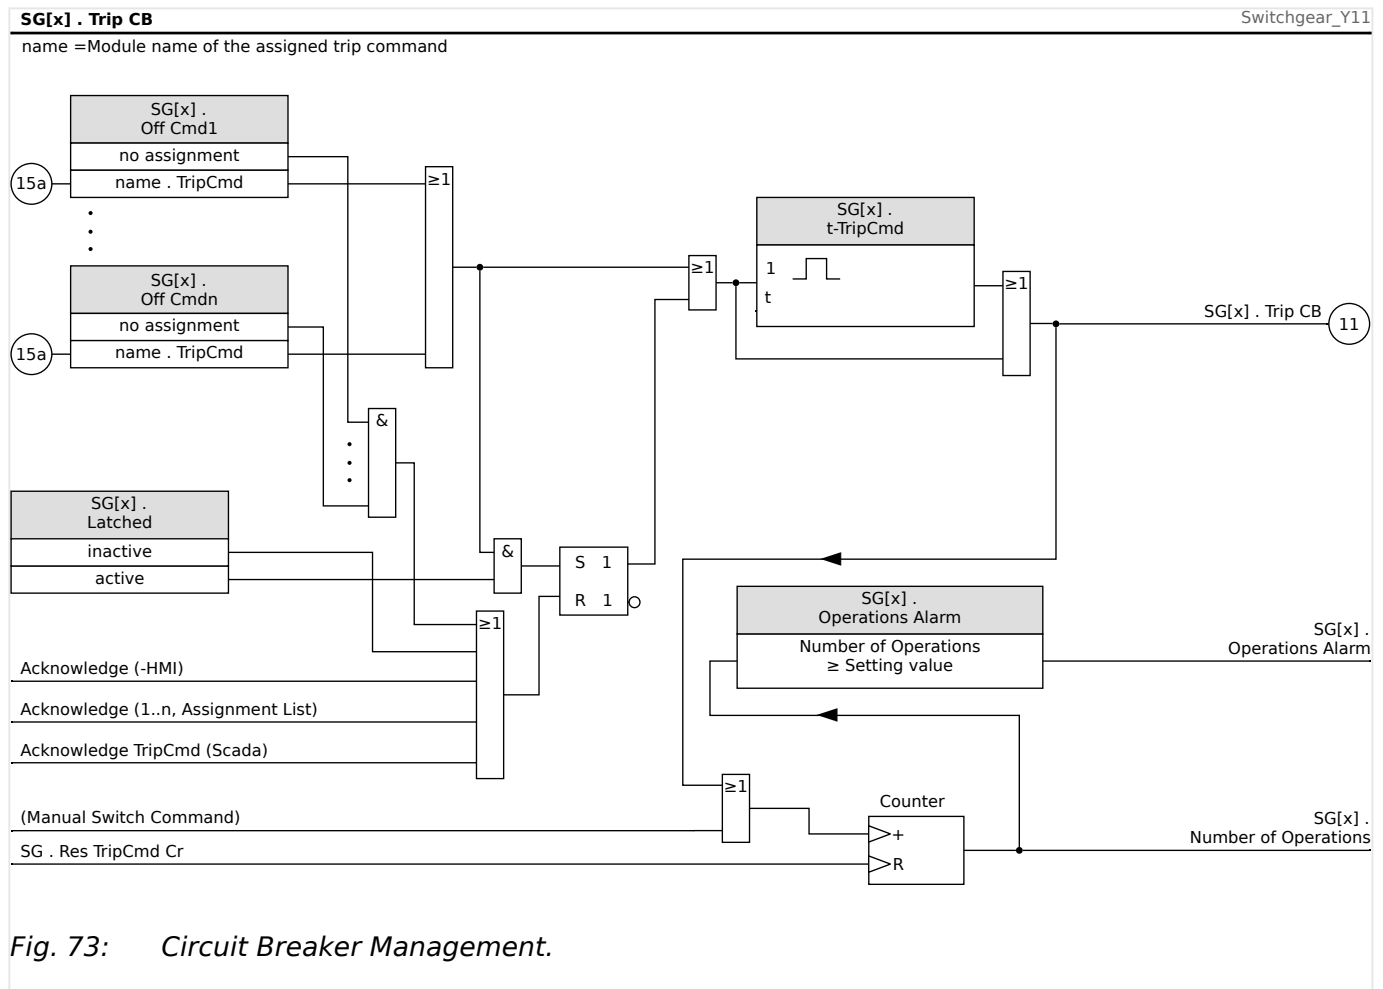 SG[x] . Trip CB
Switchgear_Y11
name =Module name of the assigned trip command
SG[x] .
Off Cmd1
no assignment
15a
name . TripCmd
≥1
SG[x] .
t-TripCmd
1
t
≥1
≥1
SG[x] . Trip CB
11
SG[x] .
Off Cmdn
no assignment
15a
name . TripCmd
&
SG[x] .
Latched
inactive
active
&
S 1
R 1
≥1
SG[x] .
Operations Alarm
Number of Operations
≥ Setting value
SG[x] .
Operations Alarm
Acknowledge (-HMI)
Acknowledge (1..n, Assignment List)
Acknowledge TripCmd (Scada)
≥1
(Manual Switch Command)
SG . Res TripCmd Cr
Counter
+
R
SG[x] .
Number of Operations
Fig. 73: Circuit Breaker Management.